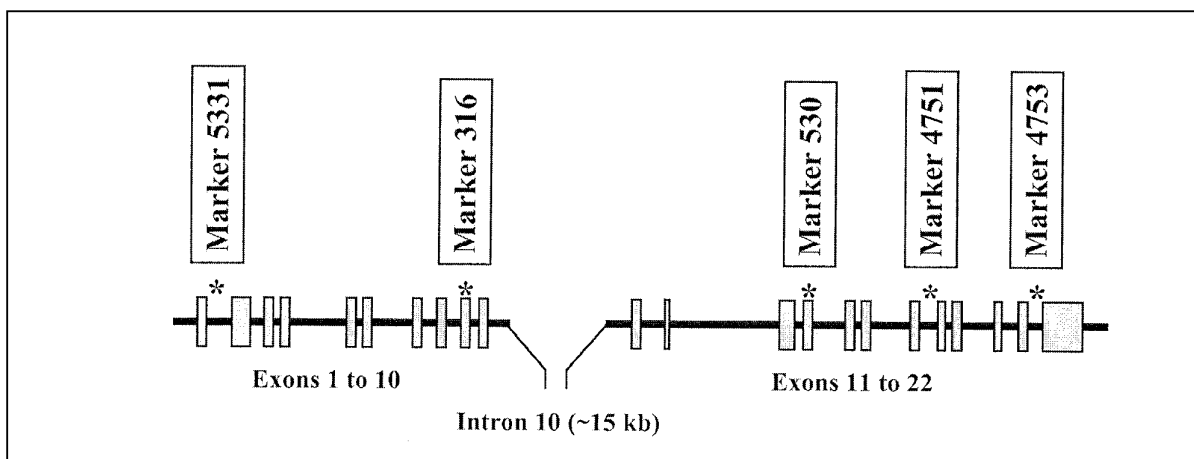 Marker 5331
Marker 316
Marker 530
Marker 4751
Marker 4753
* * * * *
Exons 1 to 10
Exons 11 to 22
Intron 10 (~15 kb)